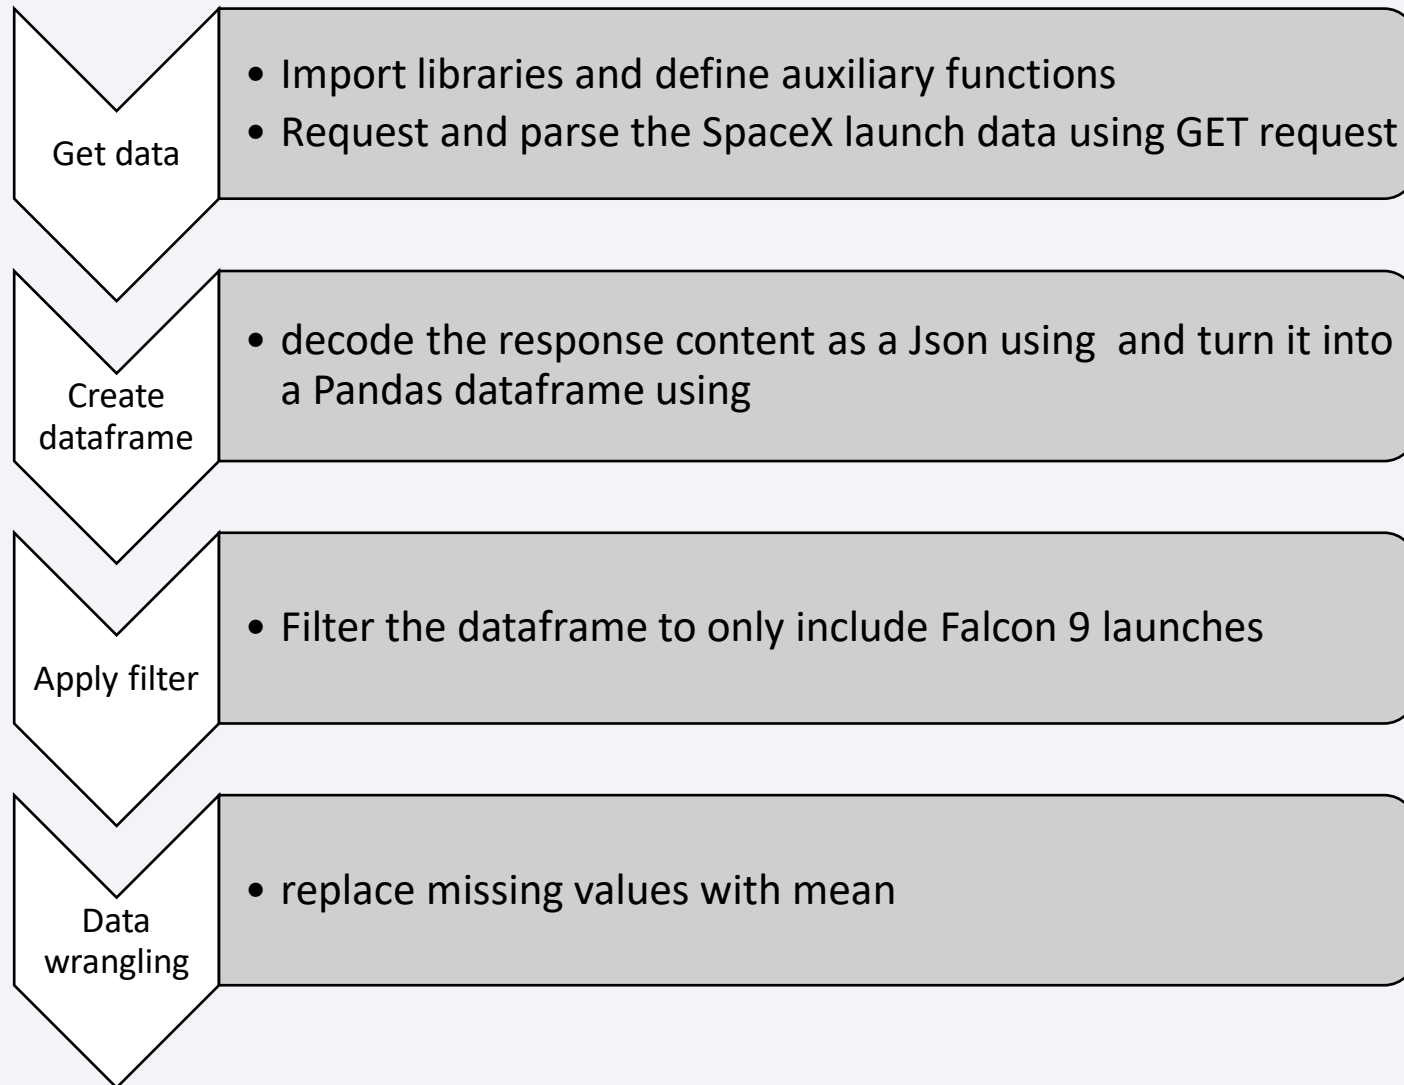 Get data
• Import libraries and define auxiliary functions
• Request and parse the SpaceX launch data using GET request
Create
dataframe
• decode the response content as a Json using  and turn it into
a Pandas dataframe using
Apply filter
• Filter the dataframe to only include Falcon 9 launches
Data
wrangling
• replace missing values with mean